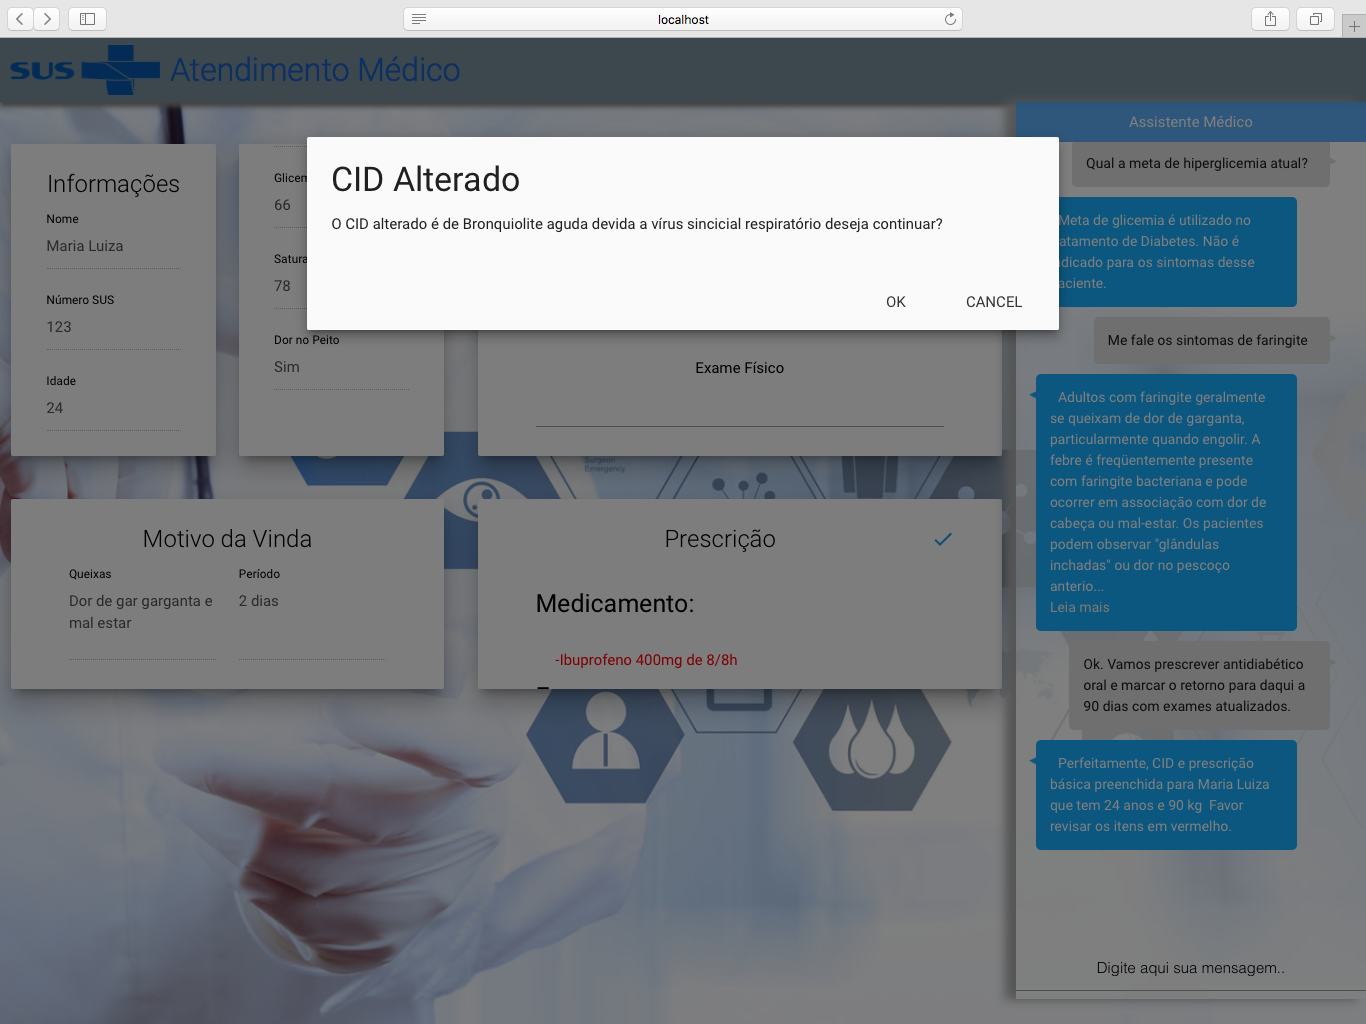 localhost
SUS Atendimento Médico
Assistente Médico
Informações
Nome
Maria Luiza
Número SUS
123
Idade
24
Glicem
66
Satura
78
Dor no Peito
Sim
CID Alterado
O CID alterado é de Bronquiolite aguda devida a vírus sincicial respiratório deseja continuar?
OK CANCEL
Exame Físico
Surgeon
Emergency
Motivo da Vinda
Queixas
Dor de gar garganta e
mal estar
Período
2 dias
Prescrição
Medicamento:
-Ibuprofeno 400mg de 8/8h
Qual a meta de hiperglicemia atual?
Meta de glicemia é utilizado no
atamento de Diabetes. Não é
dicado para os sintomas desse
aciente.
Me fale os sintomas de faringite
Adultos com faringite geralmente
se queixam de dor de garganta,
particularmente quando engolir. A
febre é freqüentemente presente
com faringite bacteriana e pode
ocorrer em associação com dor de
cabeça ou mal-estar. Os pacientes
podem observar "glândulas
inchadas" ou dor no pescoço
anterio...
Leia mais
Ok. Vamos prescrever antidiabético
oral e marcar o retorno para daqui a
90 dias com exames atualizados.
Perfeitamente, CID e prescrição
básica preenchida para Maria Luiza
que tem 24 anos e 90 kg Favor
revisar os itens em vermelho.
Digite aqui sua mensagem..